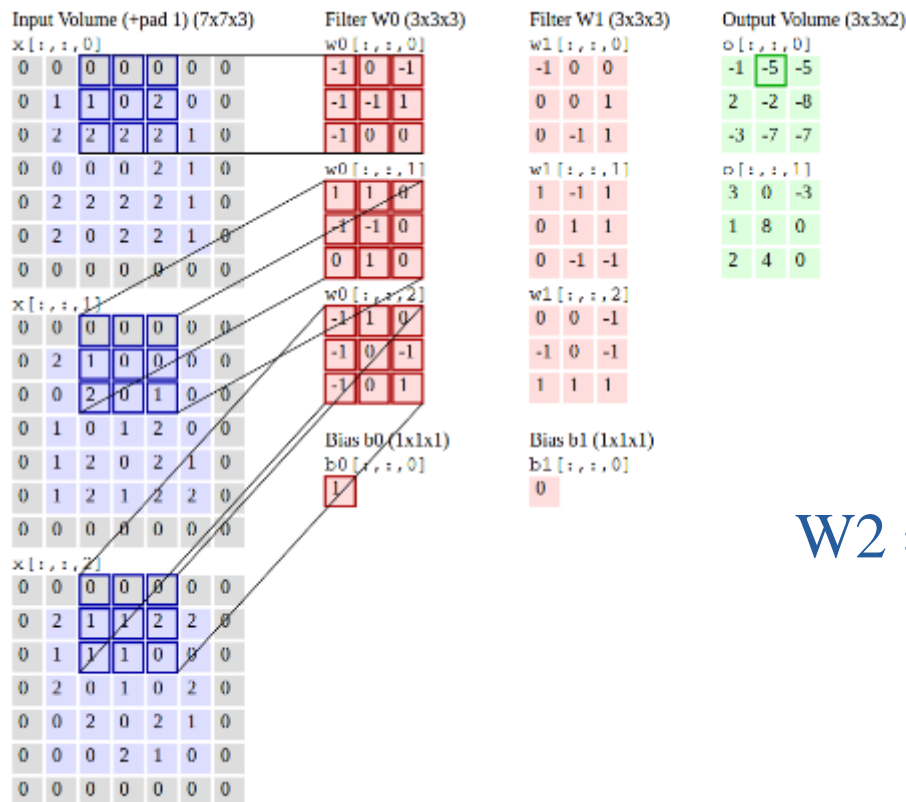 Input Volume (+pad 1) (7x7x3)
x[:,:,0]
0 0 0 0 0 0 0
0 1 1 0 2 0 0
0 2 2 2 2 1 0
0 0 0 0 2 1 0
0 2 2 2 2 1 0
0 2 0 2 2 1 0
0 0 0 0 0 0 0
x[:,:,1]
0 0 0 0 0 0 0
0 2 1 0 0 0 0
0 0 2 0 1 0 0
0 1 0 1 2 0 0
0 1 2 0 2 1 0
0 1 2 1 2 2 0
0 0 0 0 0 0 0
x[:,:,2]
0 0 0 0 0 0 0
0 2 1 1 2 2 0
0 1 1 1 0 0 0
0 2 0 1 0 2 0
0 0 2 0 2 1 0
0 0 0 2 1 0 0
0 0 0 0 0 0 0
Filter W0 (3x3x3)
w0[:,:,0]
-1 0 -1
-1 -1 1
-1 0 0
w0[:,:,1]
1 1 0
-1 -1 0
0 1 0
w0[:,:,2]
-1 1 0
-1 0 -1
-1 0 1
Bias b0 (1x1x1)
b0[:,:,0]
1
Filter W1 (3x3x3)
w1[:,:,0]
-1 0 0
0 0 1
0 -1 1
w1[:,:,1]
1 -1 1
0 1 1
0 -1 -1
w1[:,:,2]
0 0 -1
-1 0 -1
1 1 1
Bias b1 (1x1x1)
b1[:,:,0]
0
Output Volume (3x3x2)
o[:,:,0]
-1 -5 -5
2 -2 -8
-3 -7 -7
o[:,:,1]
3 0 -3
1 8 0
2 4 0
W2